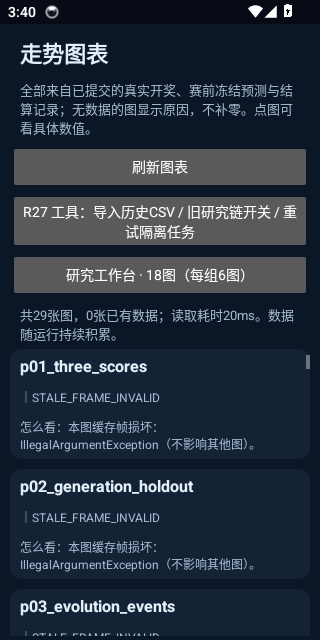 3:40
走势图表
全部来自已提交的真实开奖、赛前冻结预测与结
算记录；无数据的图显示原因，不补零。点图可
看具体数值。
刷新图表
R27 工具：导入历史CSV / 旧研究链开关 / 重
试隔离任务
研究工作台 · 18图（每组6图）
共29张图，0张已有数据；读取耗时20ms。数据
随运行持续积累。
p01_three_scores
｜STALE_FRAME_INVALID
怎么看：本图缓存帧损坏：
IllegalArgumentException（不影响其他图）。
p02_generation_holdout
｜STALE_FRAME_INVALID
怎么看：本图缓存帧损坏：
IllegalArgumentException（不影响其他图）。
p03_evolution_events
｜STALE_FRAME_INVALID